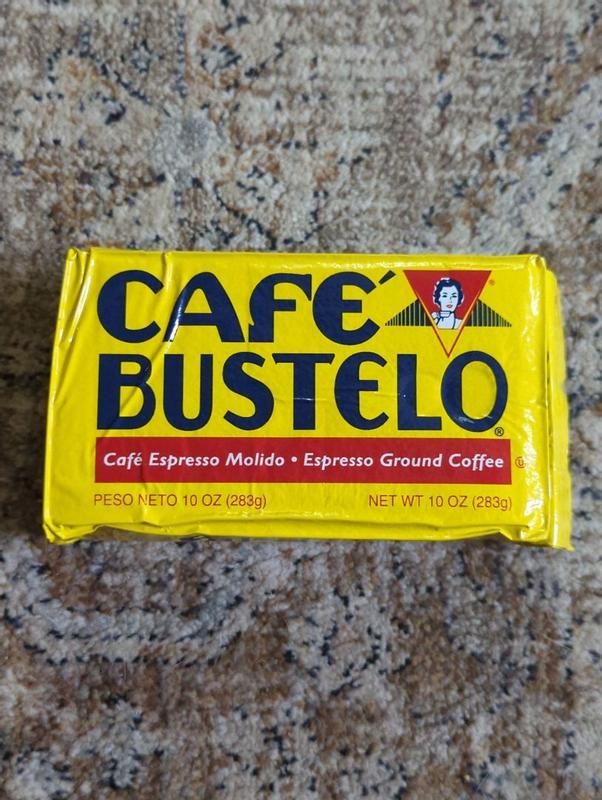 CAFÉ
BUSTELO®
Café Espresso Molido • Espresso Ground Coffee
PESO NETO 10 OZ (283g) NET WT 10 OZ (283g)